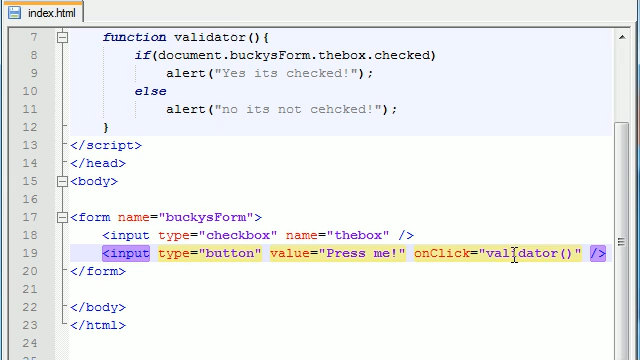 index.html
7 function validator(){
8 if(document.buckysForm.thebox.checked)
9 alert("Yes its checked!");
10 else
11 alert("no its not cehcked!");
12 }
13 </script>
14 </head>
15 <body>
16
17 <form name="buckysForm">
18 <input type="checkbox" name="thebox" />
19 <input type="button" value="Press me!" onClick="validator()" />
20 </form>
21
22 </body>
23 </html>
24
25